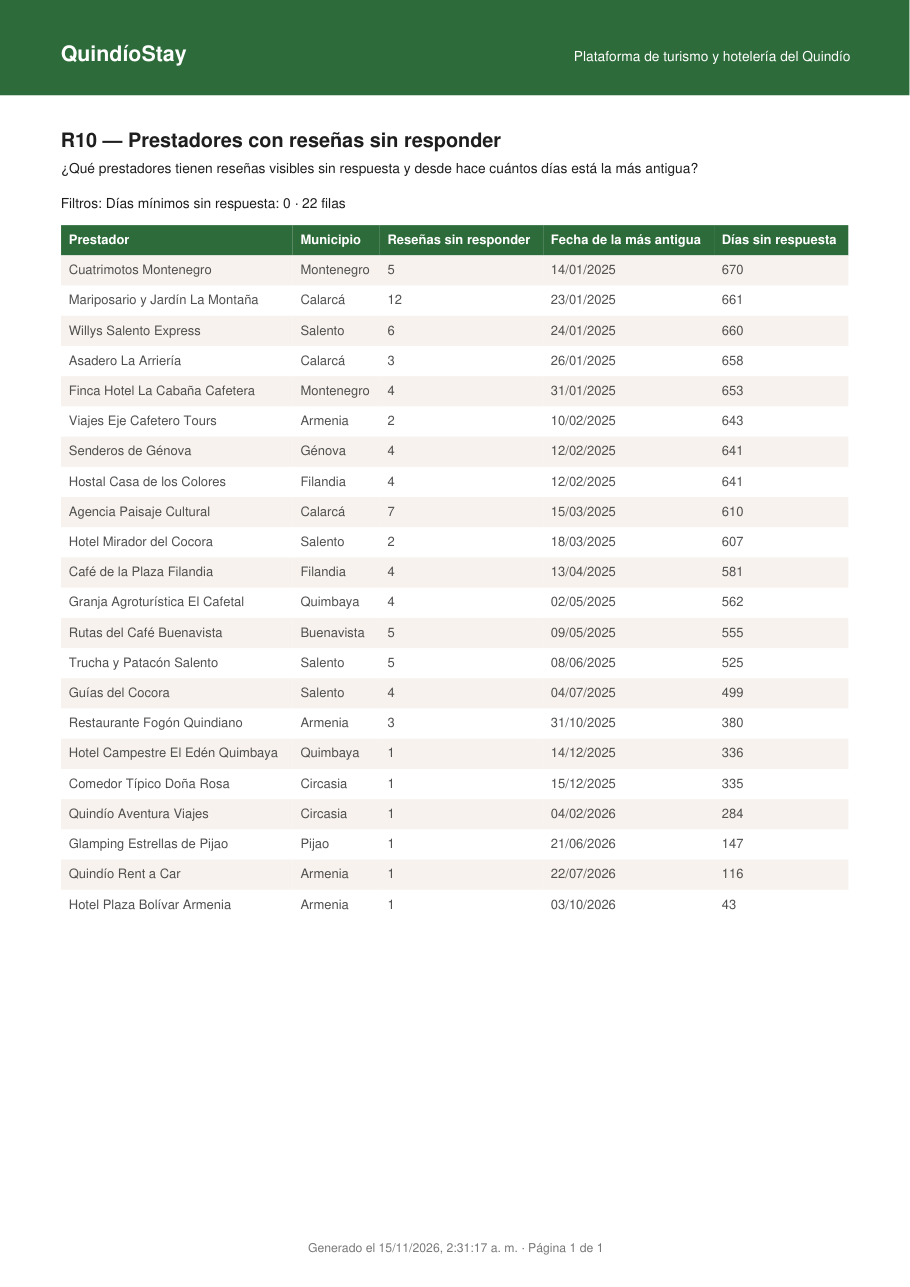 QuindíoStay
Plataforma de turismo y hotelería del Quindío
R10 — Prestadores con reseñas sin responder
¿Qué prestadores tienen reseñas visibles sin respuesta y desde hace cuántos días está la más antigua?
Filtros: Días mínimos sin respuesta: 0 · 22 filas
Prestador Municipio Reseñas sin responder Fecha de la más antigua Días sin respuesta
Cuatrimotos Montenegro Montenegro 5 14/01/2025 670
Mariposario y Jardín La Montaña Calarcá 12 23/01/2025 661
Willys Salento Express Salento 6 24/01/2025 660
Asadero La Arriería Calarcá 3 26/01/2025 658
Finca Hotel La Cabaña Cafetera Montenegro 4 31/01/2025 653
Viajes Eje Cafetero Tours Armenia 2 10/02/2025 643
Senderos de Génova Génova 4 12/02/2025 641
Hostal Casa de los Colores Filandia 4 12/02/2025 641
Agencia Paisaje Cultural Calarcá 7 15/03/2025 610
Hotel Mirador del Cocora Salento 2 18/03/2025 607
Café de la Plaza Filandia Filandia 4 13/04/2025 581
Granja Agroturística El Cafetal Quimbaya 4 02/05/2025 562
Rutas del Café Buenavista Buenavista 5 09/05/2025 555
Trucha y Patacón Salento Salento 5 08/06/2025 525
Guías del Cocora Salento 4 04/07/2025 499
Restaurante Fogón Quindiano Armenia 3 31/10/2025 380
Hotel Campestre El Edén Quimbaya Quimbaya 1 14/12/2025 336
Comedor Típico Doña Rosa Circasia 1 15/12/2025 335
Quindío Aventura Viajes Circasia 1 04/02/2026 284
Glamping Estrellas de Pijao Pijao 1 21/06/2026 147
Quindío Rent a Car Armenia 1 22/07/2026 116
Hotel Plaza Bolívar Armenia Armenia 1 03/10/2026 43
Generado el 15/11/2026, 2:31:17 a. m. · Página 1 de 1